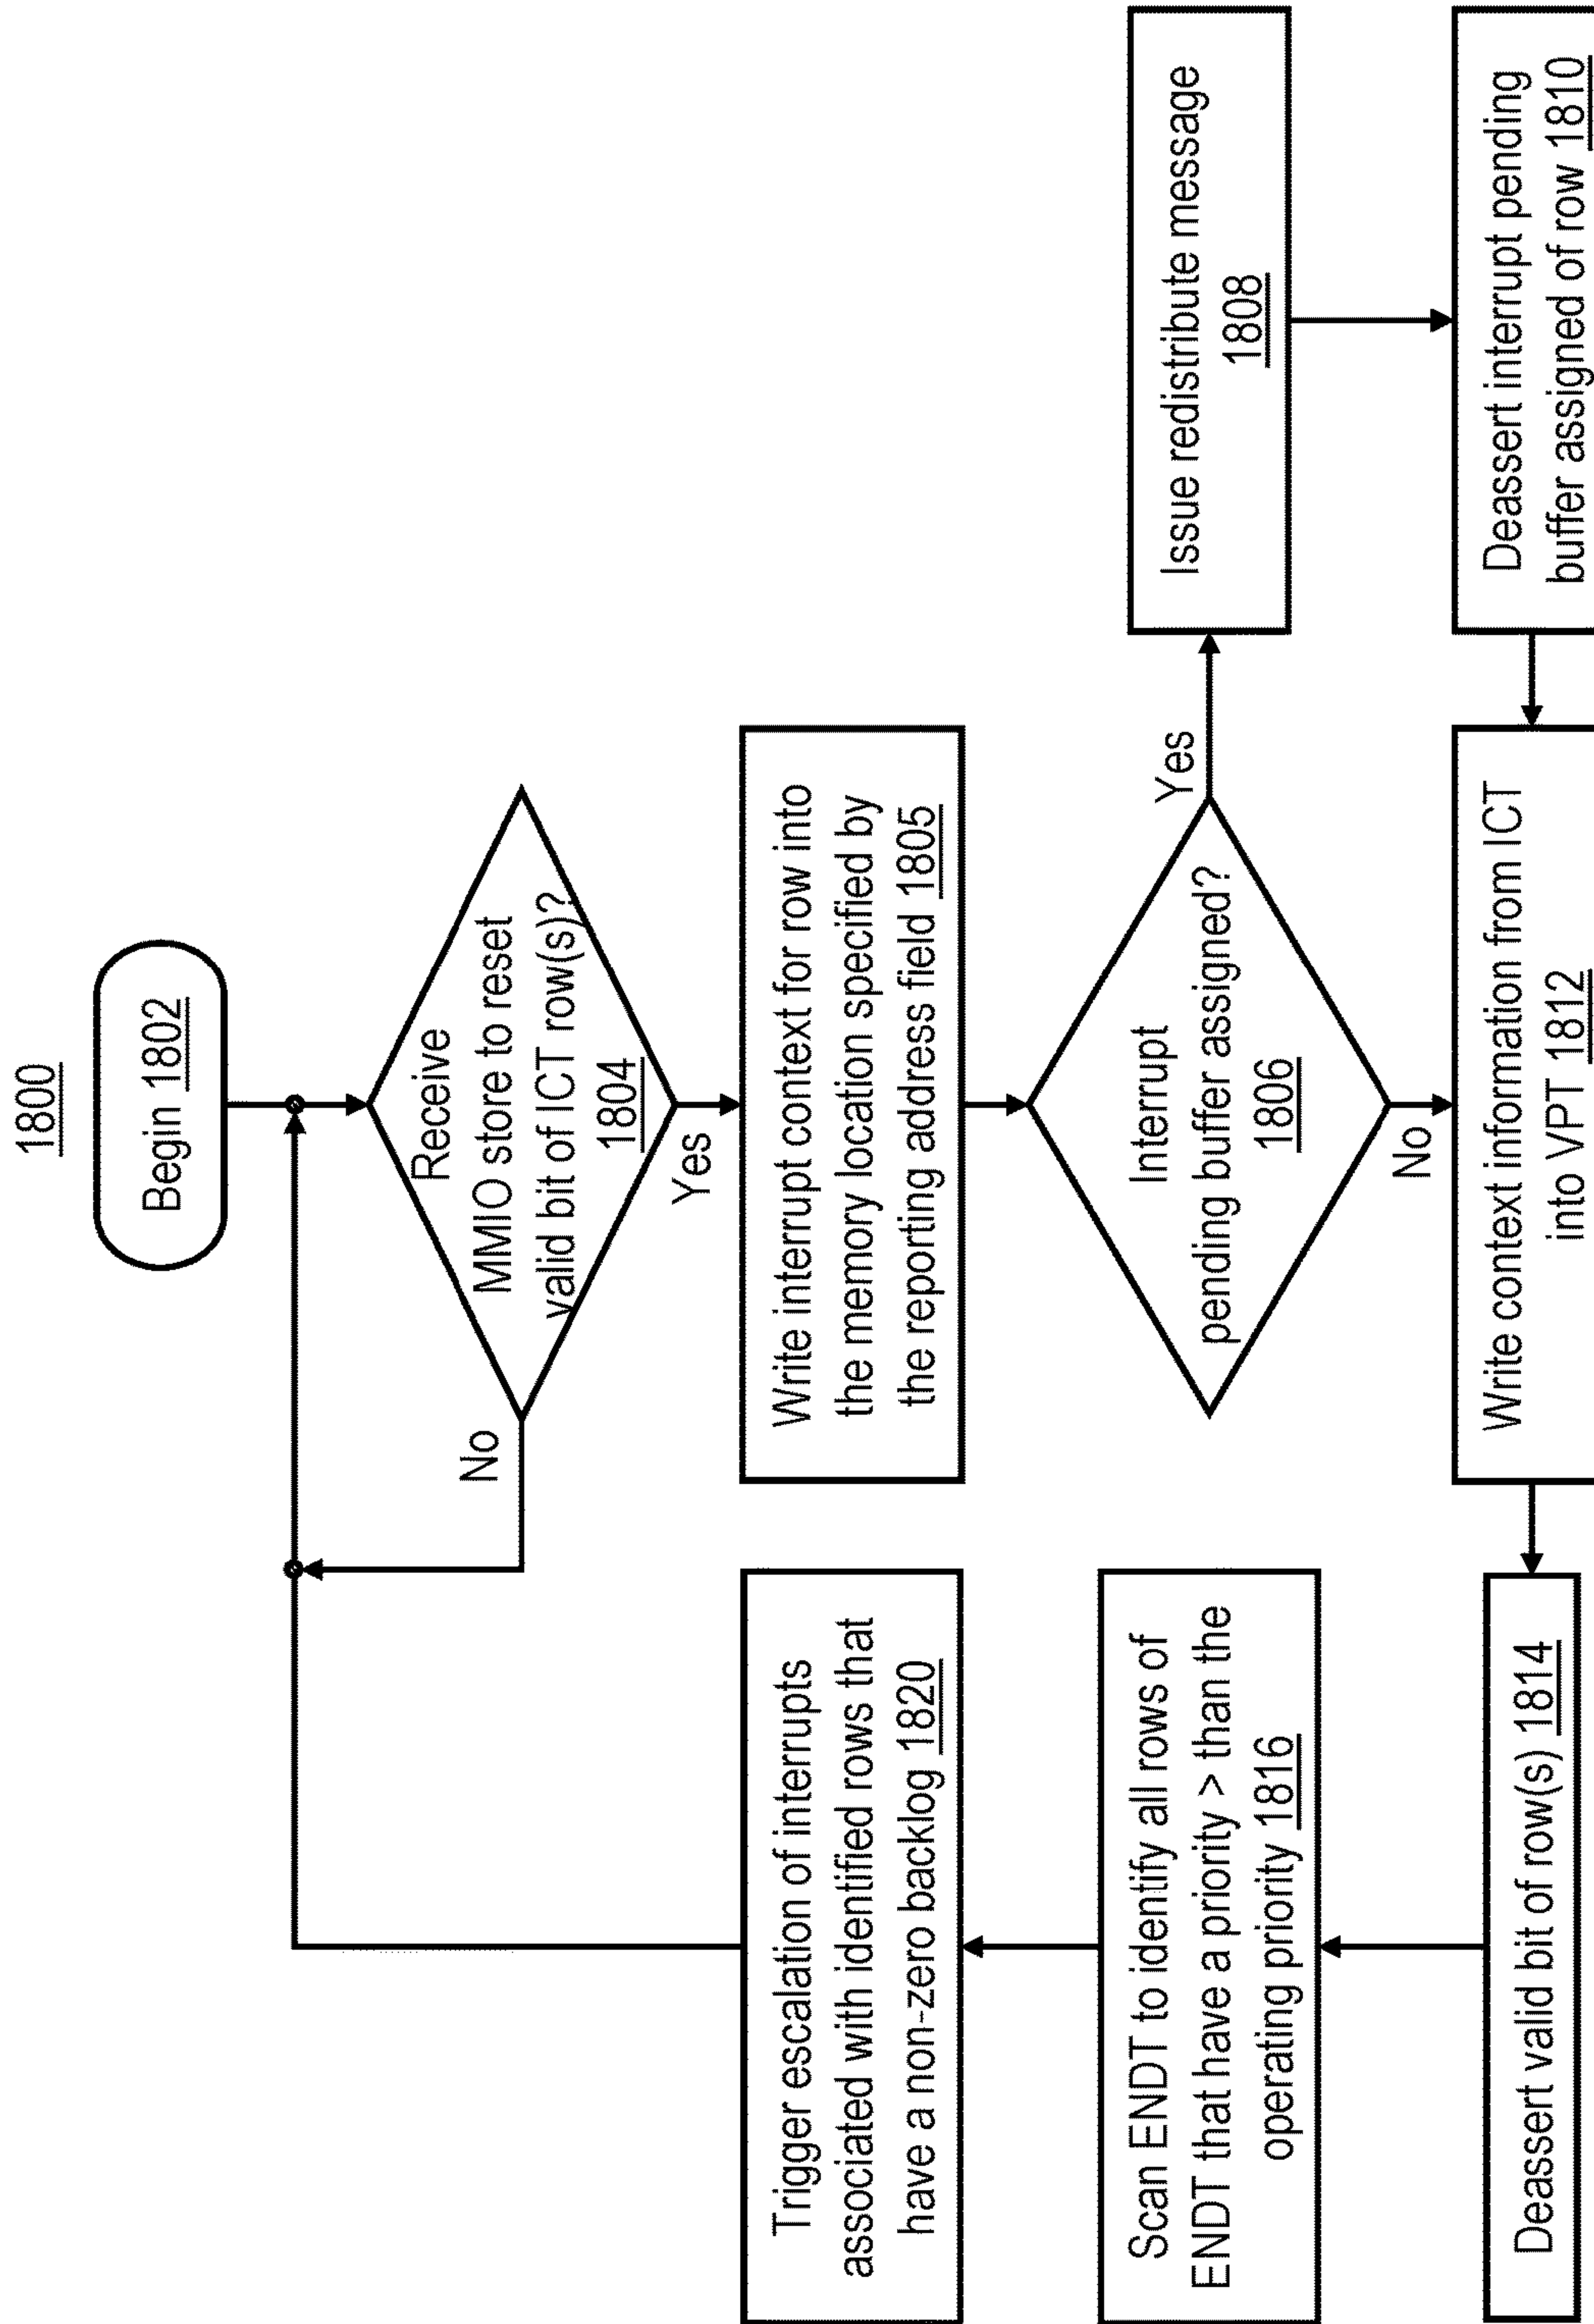 1800
Begin 1802
Receive
MMIO store to reset
valid bit of ICT row(s)?
1804
No
Yes
Write interrupt context for row into
the memory location specified by
the reporting address field 1805
Interrupt
pending buffer assigned?
1806
Yes
No
Issue redistribute message
1808
Deassert interrupt pending
buffer assigned of row 1810
Write context information from ICT
into VPT 1812
Deassert valid bit of row(s) 1814
Scan ENDT to identify all rows of
ENDT that have a priority > than the
operating priority 1816
Trigger escalation of interrupts
associated with identified rows that
have a non-zero backlog 1820